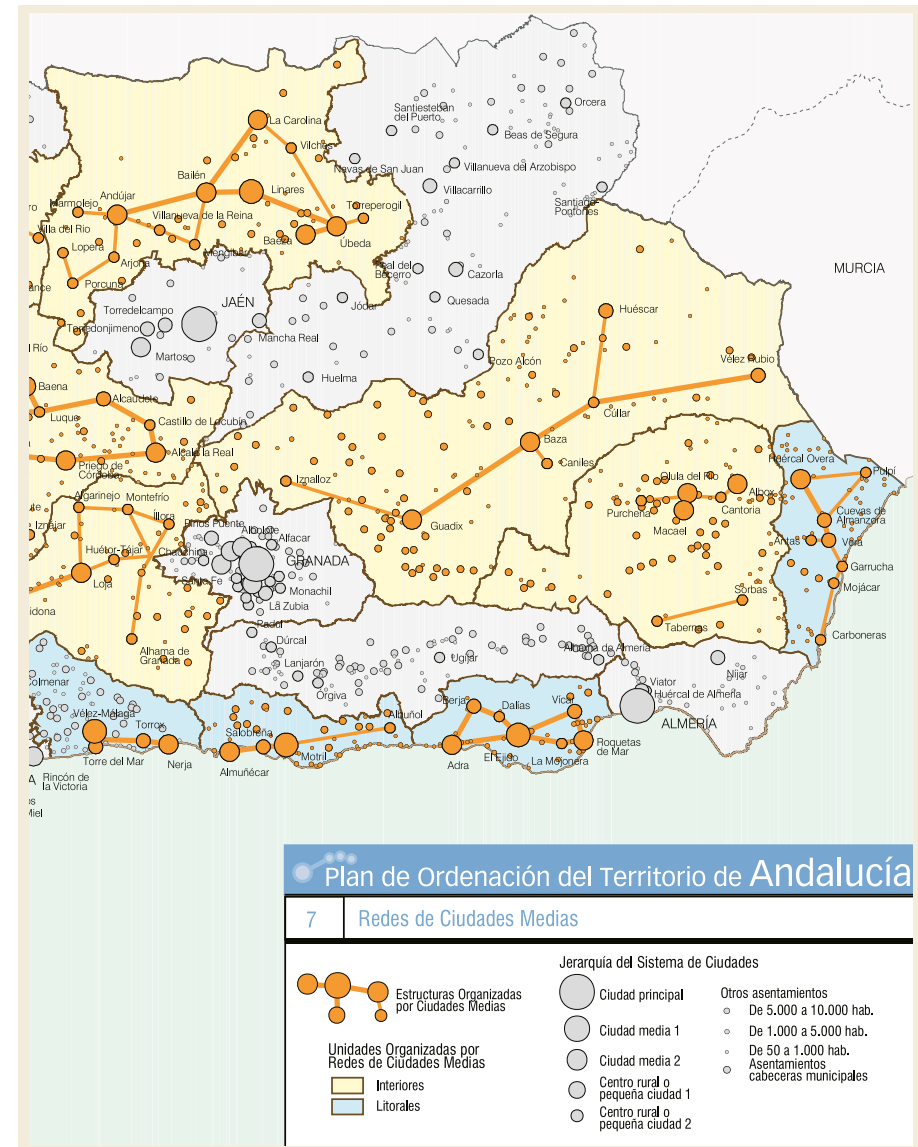 Orcera
Santiesteban
del Puerto
La Carolina
Beas de Segura
Vilches
Navas de San Juan
Villanueva del Arzobispo
Bailén
Linares
Villacarrillo
Andújar
Marmolejo
Torreperogil
Santiago-
Pontones
Villanueva de la Reina
Villa del Rio
Baeza
Úbeda
Lopera
Mengíbar
Arjona
Real del
Becerro
Cazorla
MURCIA
Porcuna
JAÉN
Jódar
Quesada
Huéscar
Torredelcampo
Torredonjimeno
Mancha Real
Martos
Pozo Alcón
Vélez Rubio
l Río
Huelma
Baena
Alcaudete
Luque
Castillo de Locubín
Cúllar
Baza
Alcalá la Real
Priego de
Córdoba
Caniles
Huércal Overa
Pulpí
Iznalloz
Olula del Río
Albox
Algarinejo
Montefrío
Purchena
Cantoria
Macael
Cuevas de
Almanzora
Illora
Guadix
Iznájar
Pinos Puente
Albolote
Alfacar
Antas
Vera
Huétor-Tájar
Chauchina
GRANADA
Garrucha
Loja
Santa Fe
Monachil
Mojácar
La Zubia
Sorbas
idona
Padul
Tabernas
Carboneras
Dúrcal
Alhama de
Granada
Ugíjar
Alhama de Almería
Lanjarón
Níjar
Colmenar
Orgiva
Viator
Huércal de Almería
Berja
Dalías
Vícar
Albuñol
Vélez-Málaga
Torrox
Salobreña
ALMERÍA
Torre del Mar
Nerja
Motril
Almuñécar
Adra
El Ejido
La Mojonera
Roquetas
de Mar
A
Rincón de
la Victoria
Miel
Plan de Ordenación del Territorio de Andalucía
7 Redes de Ciudades Medias
Estructuras Organizadas
por Ciudades Medias
Unidades Organizadas por
Redes de Ciudades Medias
Interiores
Litorales
Jerarquía del Sistema de Ciudades
Ciudad principal
Ciudad media 1
Ciudad media 2
Centro rural o
pequeña ciudad 1
Centro rural o
pequeña ciudad 2
Otros asentamientos
De 5.000 a 10.000 hab.
De 1.000 a 5.000 hab.
De 50 a 1.000 hab.
Asentamientos
cabeceras municipales